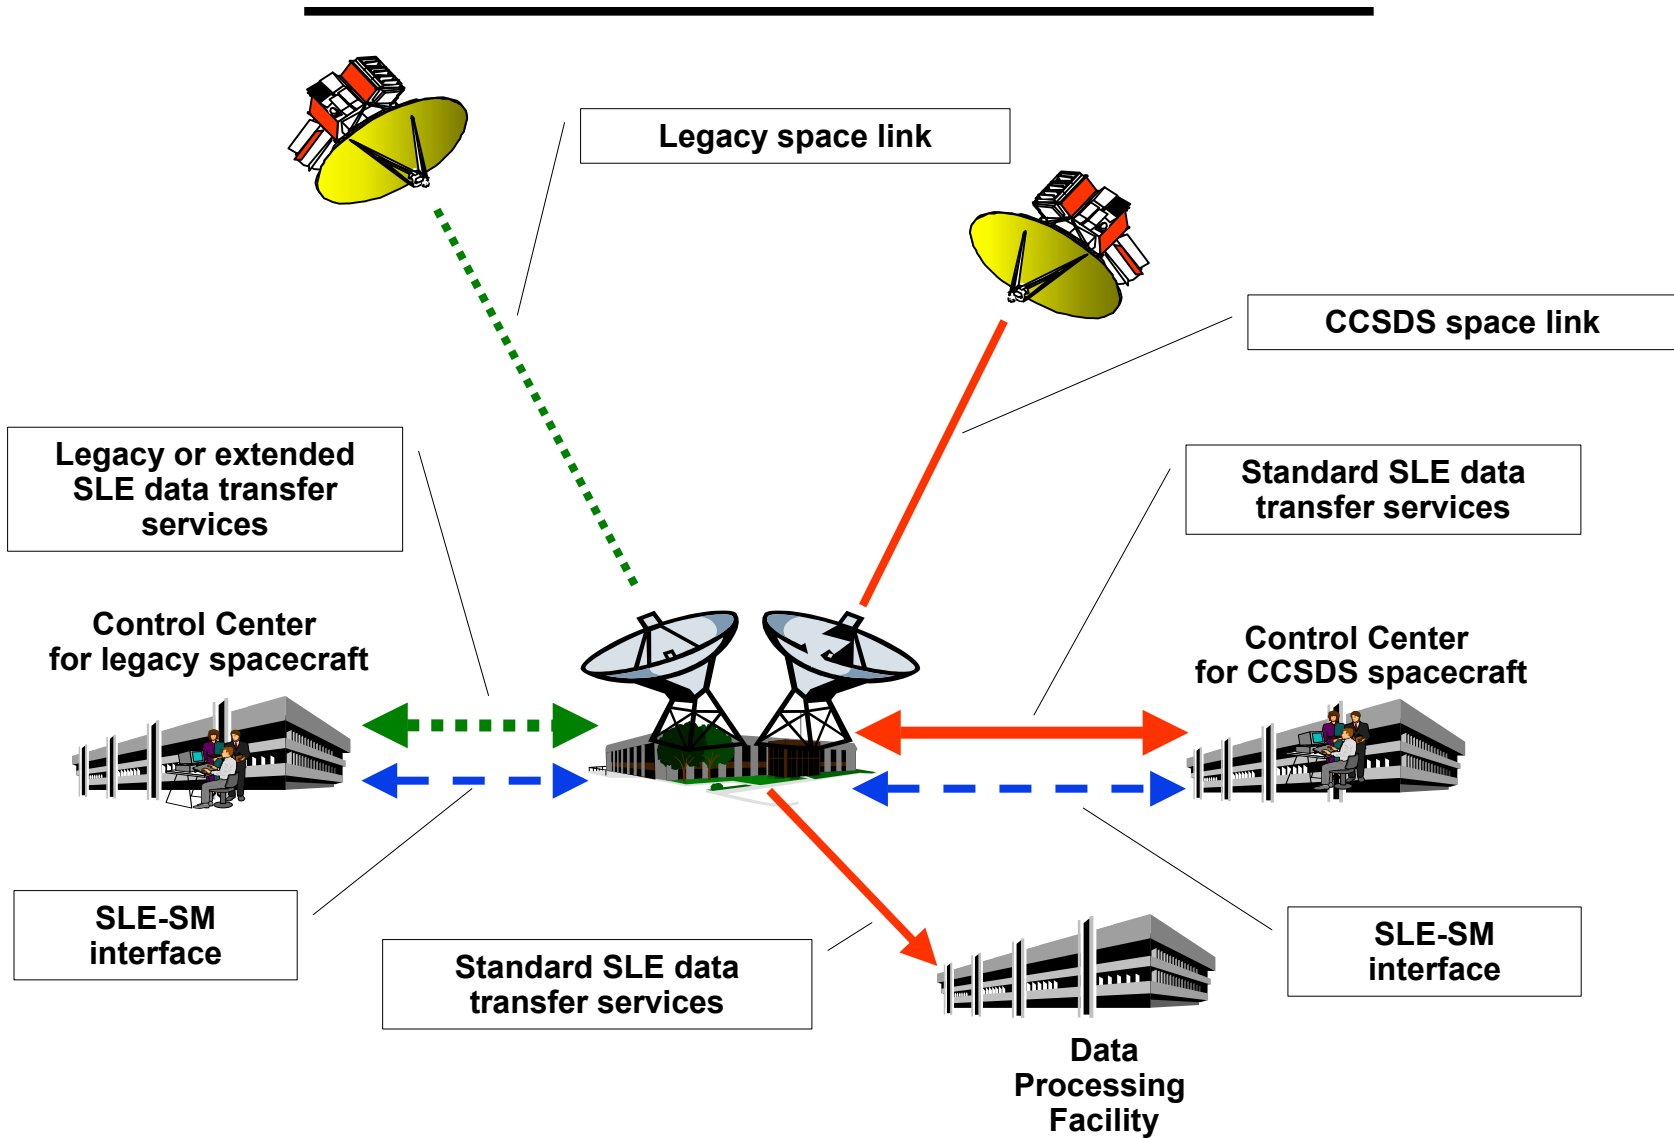 Legacy space link
CCSDS space link
Legacy or extended
SLE data transfer
services
Standard SLE data
transfer services
Control Center
for legacy spacecraft
Control Center
for CCSDS spacecraft
SLE-SM
interface
Standard SLE data
transfer services
SLE-SM
interface
Data
Processing
Facility